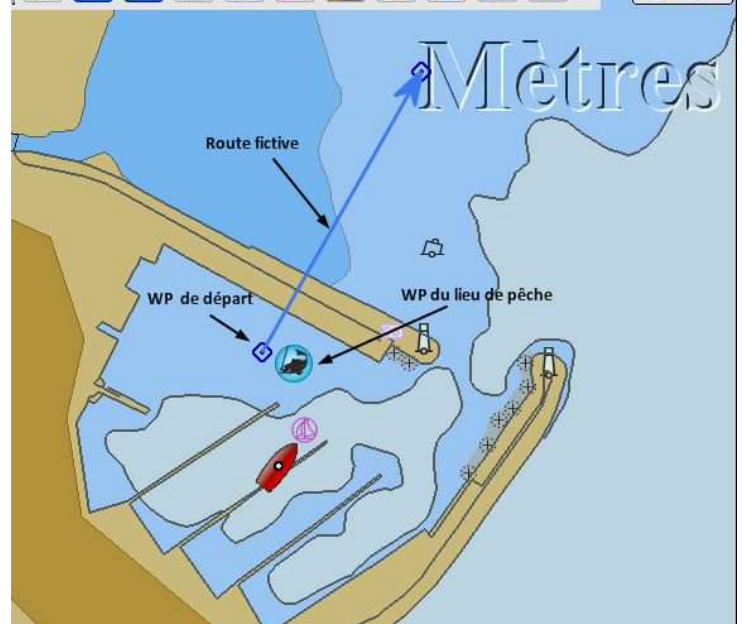 Mètres
Route fictive
WP de départ
WP du lieu de pêche